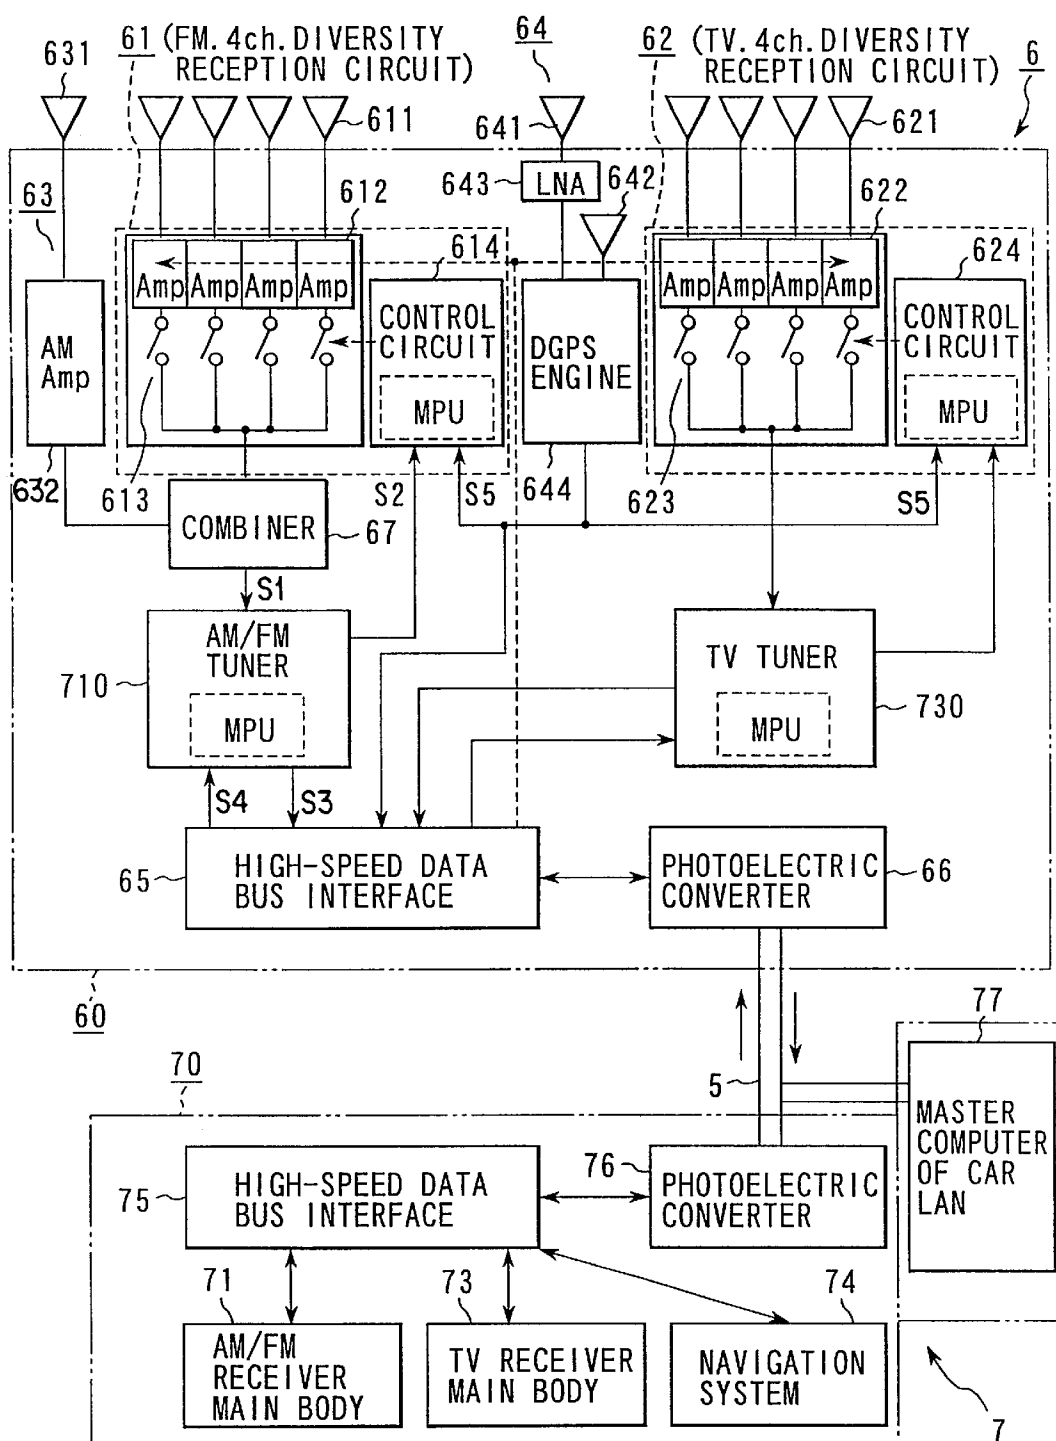 61 (FM. 4ch. DIVERSITY
RECEPTION CIRCUIT)
64
62 (TV. 4ch. DIVERSITY
RECEPTION CIRCUIT)
6
631
611
641
621
643
LNA
642
63
612
622
614
624
Amp Amp Amp Amp
Amp Amp Amp Amp
AM
Amp
CONTROL
CIRCUIT
MPU
DGPS
ENGINE
CONTROL
CIRCUIT
MPU
632
613
S2
S5
644
623
S5
COMBINER
67
S1
AM/FM
TUNER
MPU
710
TV TUNER
MPU
730
S4
S3
65
HIGH-SPEED DATA
BUS INTERFACE
PHOTOELECTRIC
CONVERTER
66
60
77
70
5
MASTER
COMPUTER
OF CAR
LAN
75
HIGH-SPEED DATA
BUS INTERFACE
76
PHOTOELECTRIC
CONVERTER
71
73
74
AM/FM
RECEIVER
MAIN BODY
TV RECEIVER
MAIN BODY
NAVIGATION
SYSTEM
7